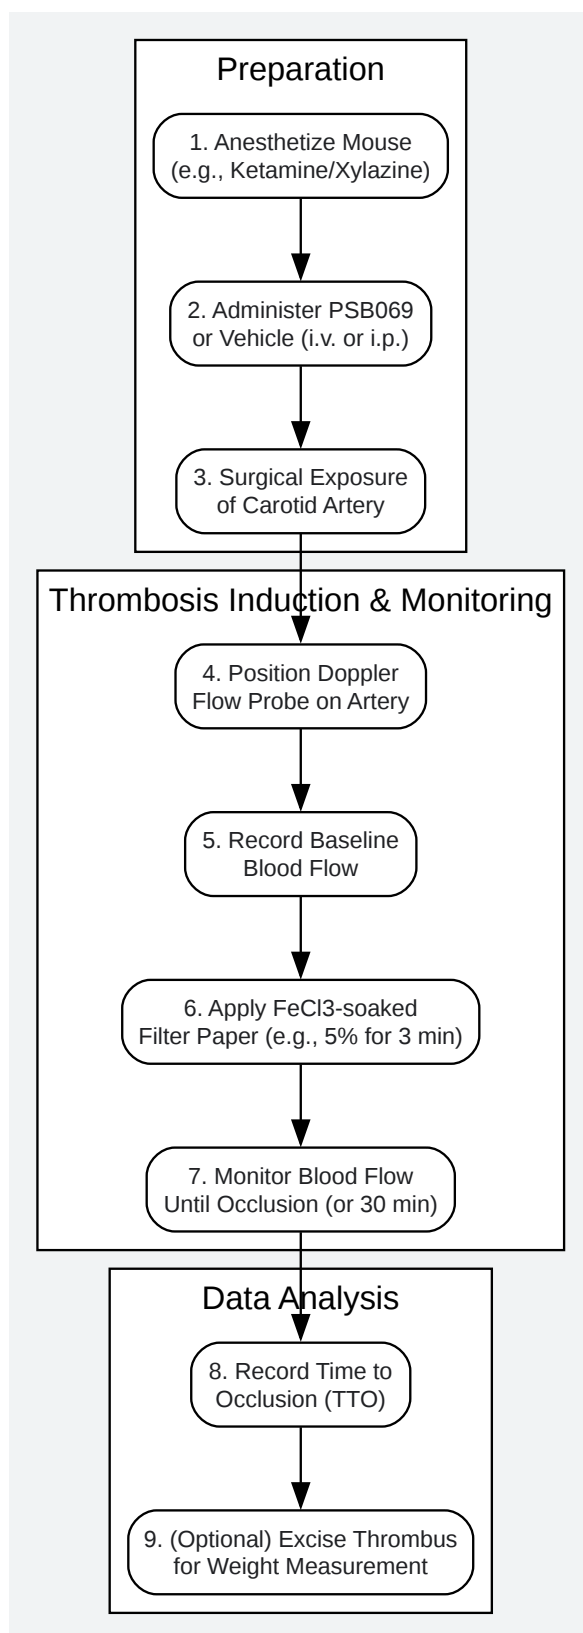 Preparation
1. Anesthetize Mouse
(e.g., Ketamine/Xylazine)
2. Administer PSB069
or Vehicle (i.v. or i.p.)
3. Surgical Exposure
of Carotid Artery
Thrombosis Induction & Monitoring
4. Position Doppler
Flow Probe on Artery
5. Record Baseline
Blood Flow
6. Apply FeCl3-soaked
Filter Paper (e.g., 5% for 3 min)
7. Monitor Blood Flow
Until Occlusion (or 30 min)
Data Analysis
8. Record Time to
Occlusion (TTO)
9. (Optional) Excise Thrombus
for Weight Measurement